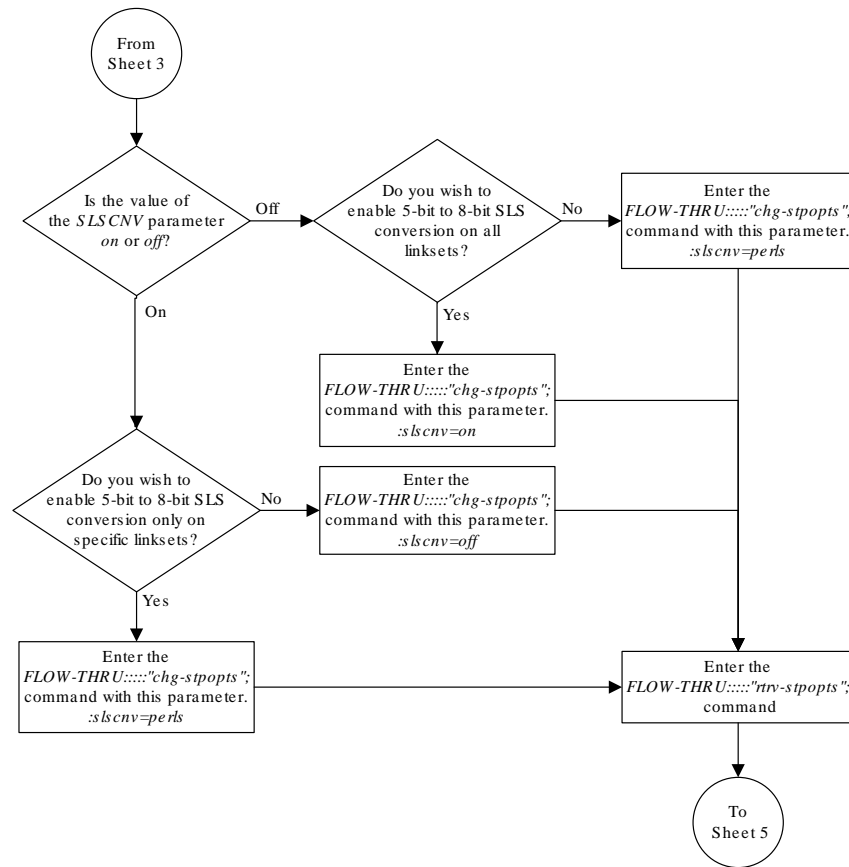 From
Sheet 3
Is the value of
the SLSCNV parameter
on or off?
Off
Do you wish to
enable 5-bit to 8-bit SLS
conversion on all
linksets?
No
Enter the
FLOW-THRU:::::"chg-stpopts";
command with this parameter.
:slscnv=perls
On
Yes
Enter the
FLOW-THRU:::::"chg-stpopts";
command with this parameter.
:slscnv=on
Do you wish to
enable 5-bit to 8-bit SLS
conversion only on
specific linksets?
No
Enter the
FLOW-THRU:::::"chg-stpopts";
command with this parameter.
:slscnv=off
Yes
Enter the
FLOW-THRU:::::"chg-stpopts";
command with this parameter.
:slscnv=perls
Enter the
FLOW-THRU:::::"rtrv-stpopts";
command
To
Sheet 5